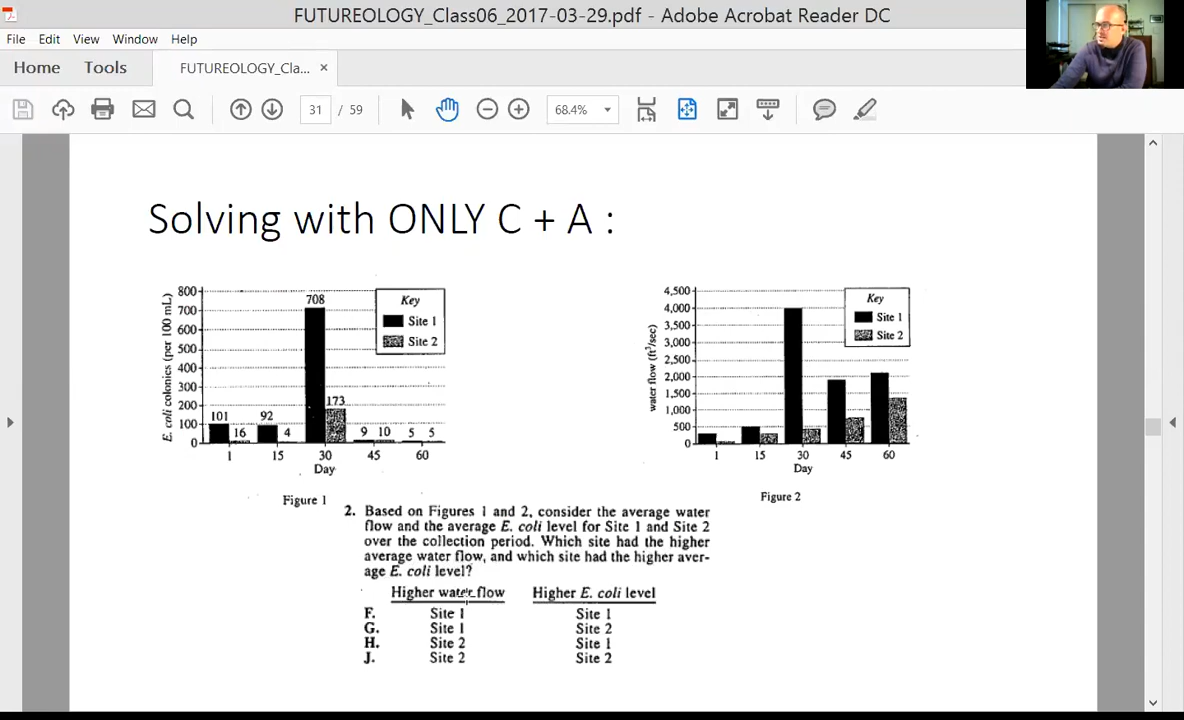 FUTUREOLOGY_Class06_2017-03-29.pdf - Adobe Acrobat Reader DC
File Edit View Window Help
Home Tools FUTUREOLOGY_Cla... ×
31 / 59 68.4%
Solving with ONLY C + A :
E. coli colonies (per 100 mL)
800
700
600
500
400
300
200
100
0
708
173
101 16 92 4 9 10 5 5
1 15 30 45 60
Day
Key
Site 1
Site 2
Figure 1
water flow (ft³/sec)
4,500
4,000
3,500
3,000
2,500
2,000
1,500
1,000
500
0
1 15 30 45 60
Day
Key
Site 1
Site 2
Figure 2
2. Based on Figures 1 and 2, consider the average water
flow and the average E. coli level for Site 1 and Site 2
over the collection period. Which site had the higher
average water flow, and which site had the higher aver-
age E. coli level?
Higher water flow Higher E. coli level
F. Site 1 Site 1
G. Site 1 Site 2
H. Site 2 Site 1
J. Site 2 Site 2